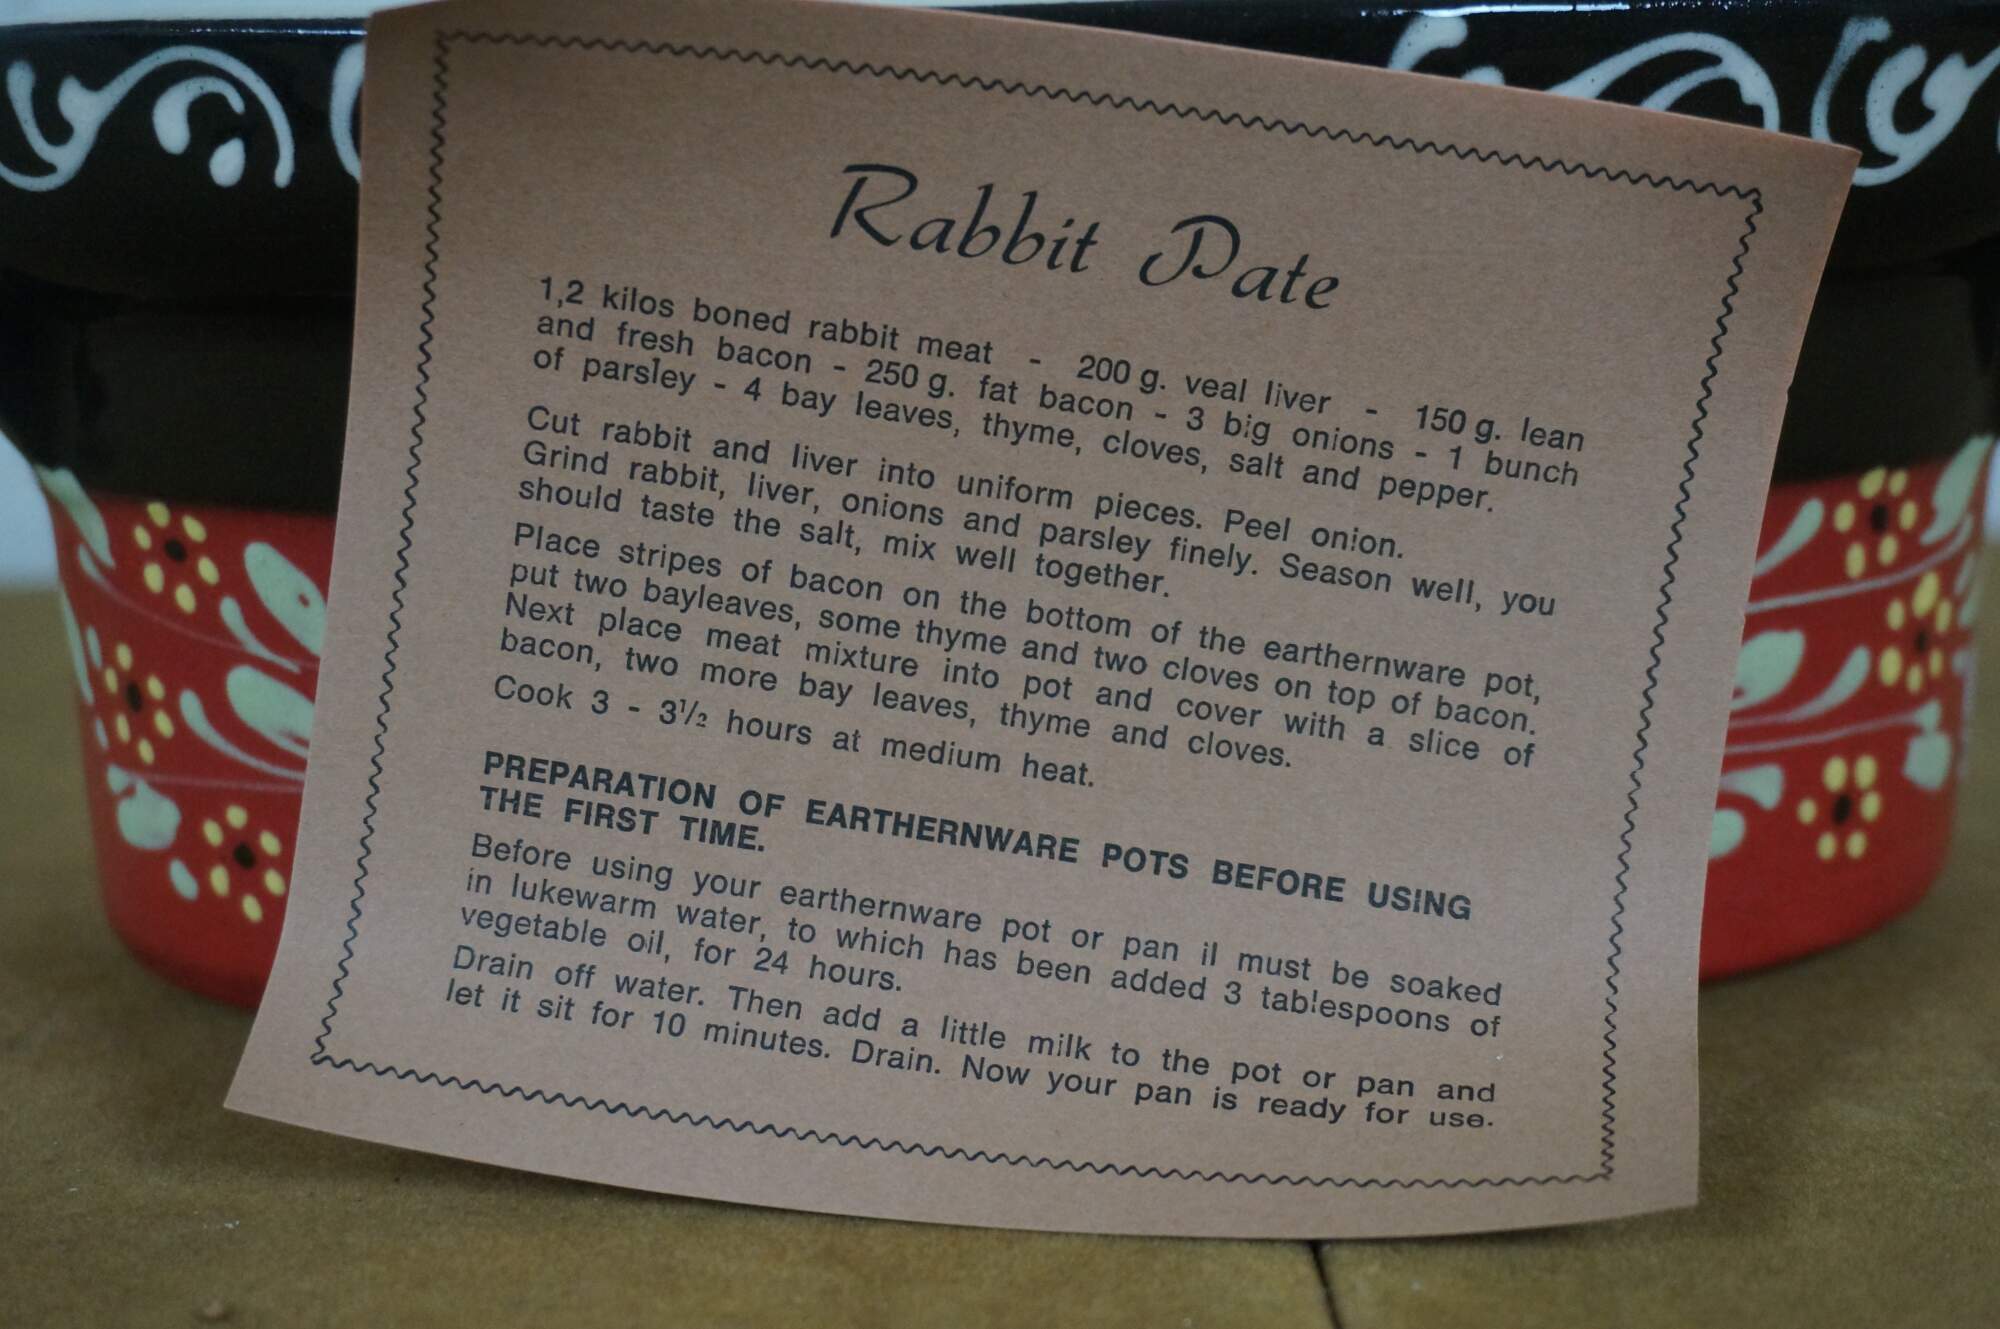 Rabbit Pate
1,2 kilos boned rabbit meat - 200 g. veal liver - 150 g. lean
and fresh bacon - 250 g. fat bacon - 3 big onions - 1 bunch
of parsley - 4 bay leaves, thyme, cloves, salt and pepper.
Cut rabbit and liver into uniform pieces. Peel onion.
Grind rabbit, liver, onions and parsley finely. Season well, you
should taste the salt, mix well together.
Place stripes of bacon on the bottom of the earthernware pot,
put two bayleaves, some thyme and two cloves on top of bacon.
Next place meat mixture into pot and cover with a slice of
bacon, two more bay leaves, thyme and cloves.
Cook 3 - 3½ hours at medium heat.
PREPARATION OF EARTHERNWARE POTS BEFORE USING
THE FIRST TIME.
Before using your earthernware pot or pan il must be soaked
in lukewarm water, to which has been added 3 tablespoons of
vegetable oil, for 24 hours.
Drain off water. Then add a little milk to the pot or pan and
let it sit for 10 minutes. Drain. Now your pan is ready for use.